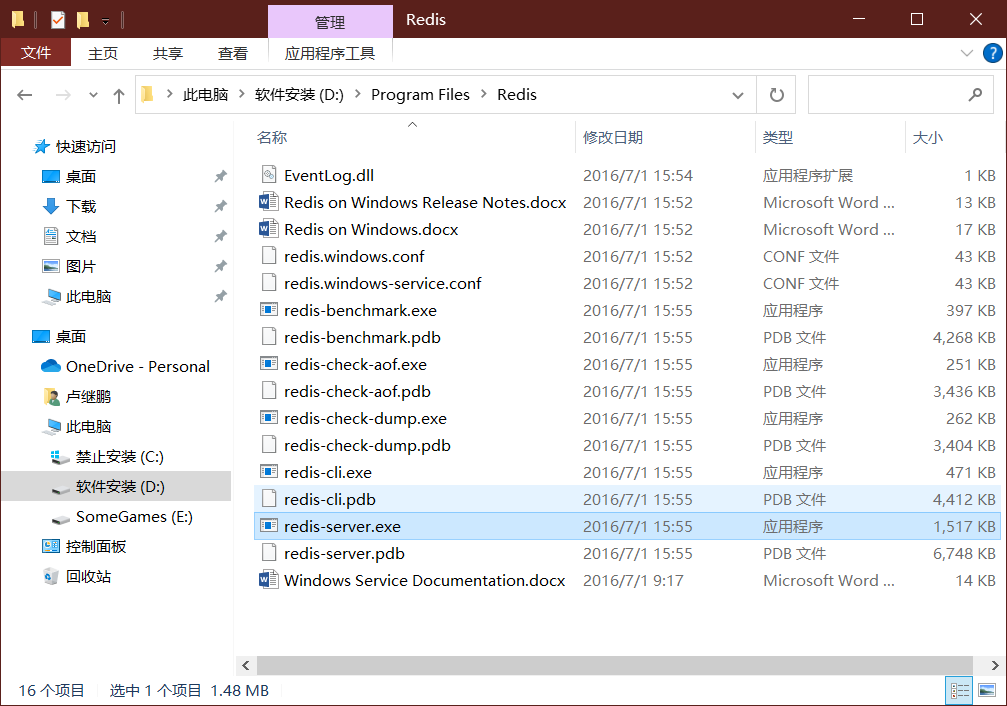 管理
Redis
文件
主页
共享
查看
应用程序工具
?
此电脑 > 软件安装 (D:) > Program Files > Redis
快速访问
桌面
下载
文档
图片
此电脑
桌面
OneDrive - Personal
卢继鹏
此电脑
禁止安装 (C:)
软件安装 (D:)
SomeGames (E:)
控制面板
回收站
名称 修改日期 类型 大小
EventLog.dll 2016/7/1 15:54 应用程序扩展 1 KB
Redis on Windows Release Notes.docx 2016/7/1 15:52 Microsoft Word ... 13 KB
Redis on Windows.docx 2016/7/1 15:52 Microsoft Word ... 17 KB
redis.windows.conf 2016/7/1 15:52 CONF 文件 43 KB
redis.windows-service.conf 2016/7/1 15:52 CONF 文件 43 KB
redis-benchmark.exe 2016/7/1 15:55 应用程序 397 KB
redis-benchmark.pdb 2016/7/1 15:55 PDB 文件 4,268 KB
redis-check-aof.exe 2016/7/1 15:55 应用程序 251 KB
redis-check-aof.pdb 2016/7/1 15:55 PDB 文件 3,436 KB
redis-check-dump.exe 2016/7/1 15:55 应用程序 262 KB
redis-check-dump.pdb 2016/7/1 15:55 PDB 文件 3,404 KB
redis-cli.exe 2016/7/1 15:55 应用程序 471 KB
redis-cli.pdb 2016/7/1 15:55 PDB 文件 4,412 KB
redis-server.exe 2016/7/1 15:55 应用程序 1,517 KB
redis-server.pdb 2016/7/1 15:55 PDB 文件 6,748 KB
Windows Service Documentation.docx 2016/7/1 9:17 Microsoft Word ... 14 KB
16 个项目 选中 1 个项目 1.48 MB